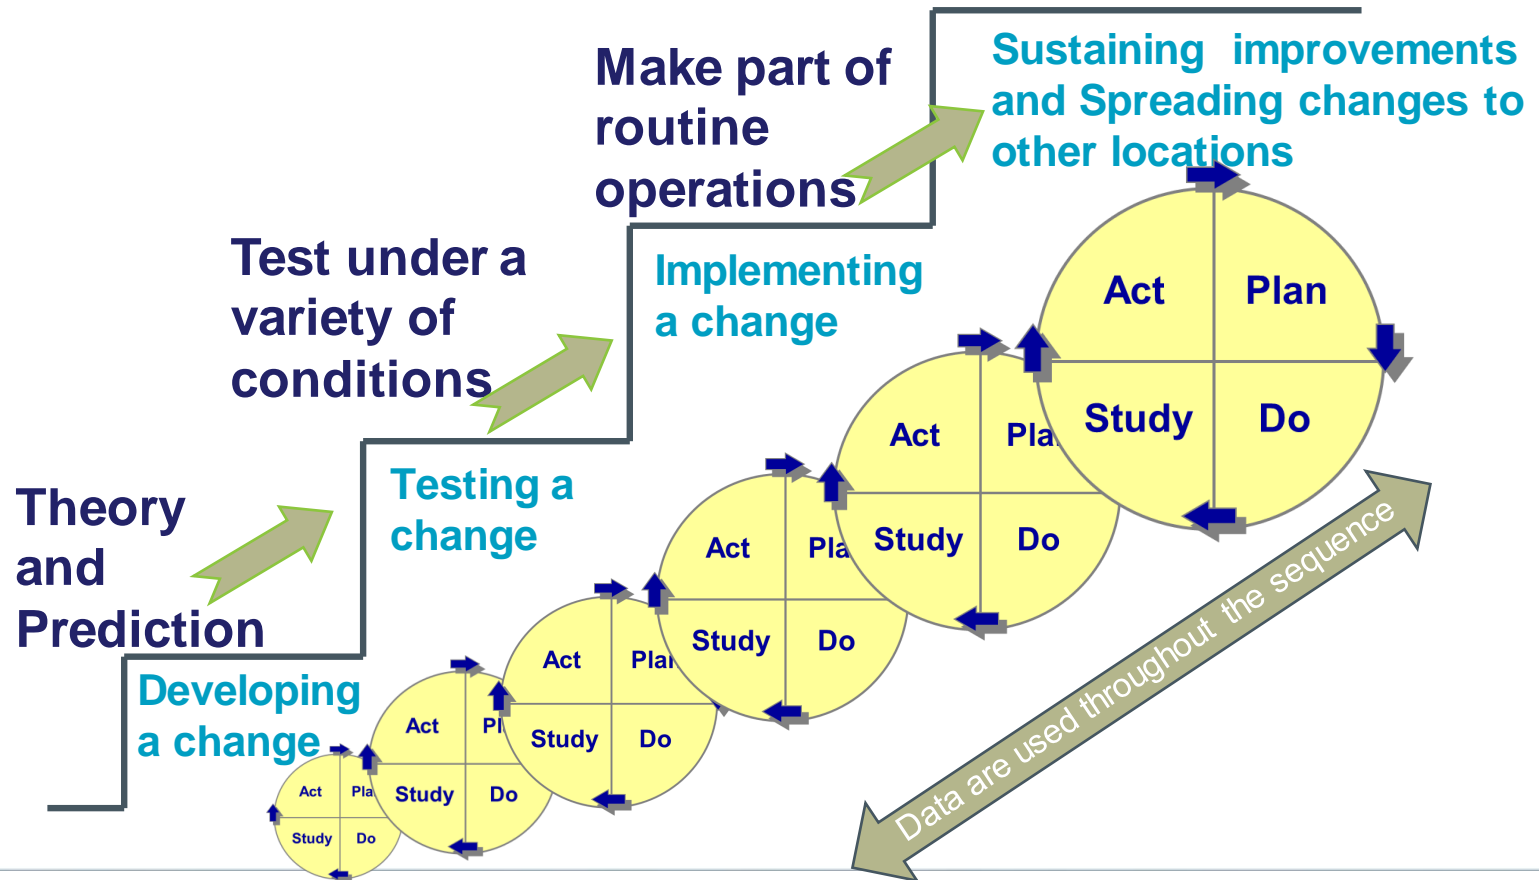 Make part of
routine
operations
Sustaining improvements
and Spreading changes to
other locations
Test under a
variety of
conditions
Implementing
a change
Theory
and
Prediction
Testing a
change
Developing
a change
Act Plan
Study Do
Act Pla
Study Do
Act Pla
Study Do
Act Plan
Study Do
Act Pl
Study Do
Act Pla
Study Do
Data are used throughout the sequence